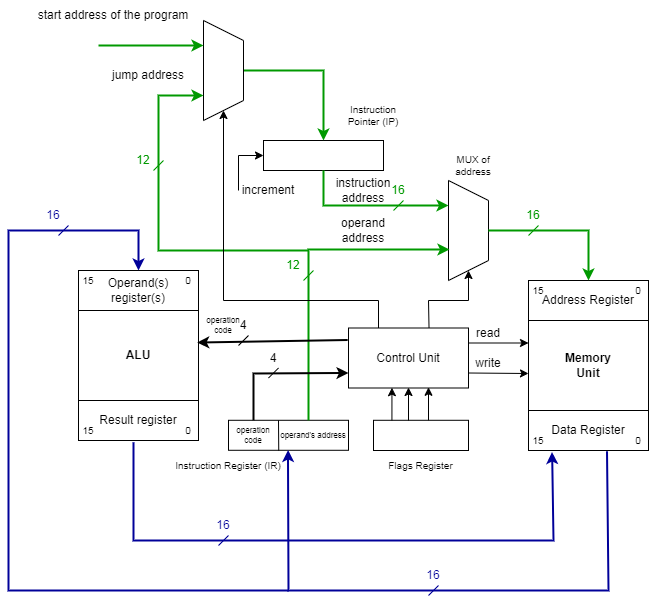 start address of the program
jump address
Instruction
Pointer (IP)
12
MUX of
address
increment
instruction
address
16
operand
address
16
16
12
15
Operand(s)
register(s)
0
15
Address Register
0
operation
code
4
read
ALU
Control Unit
Memory
Unit
4
write
Result register
15
0
operation
code
operand's address
Data Register
15
0
Instruction Register (IR)
Flags Register
16
16